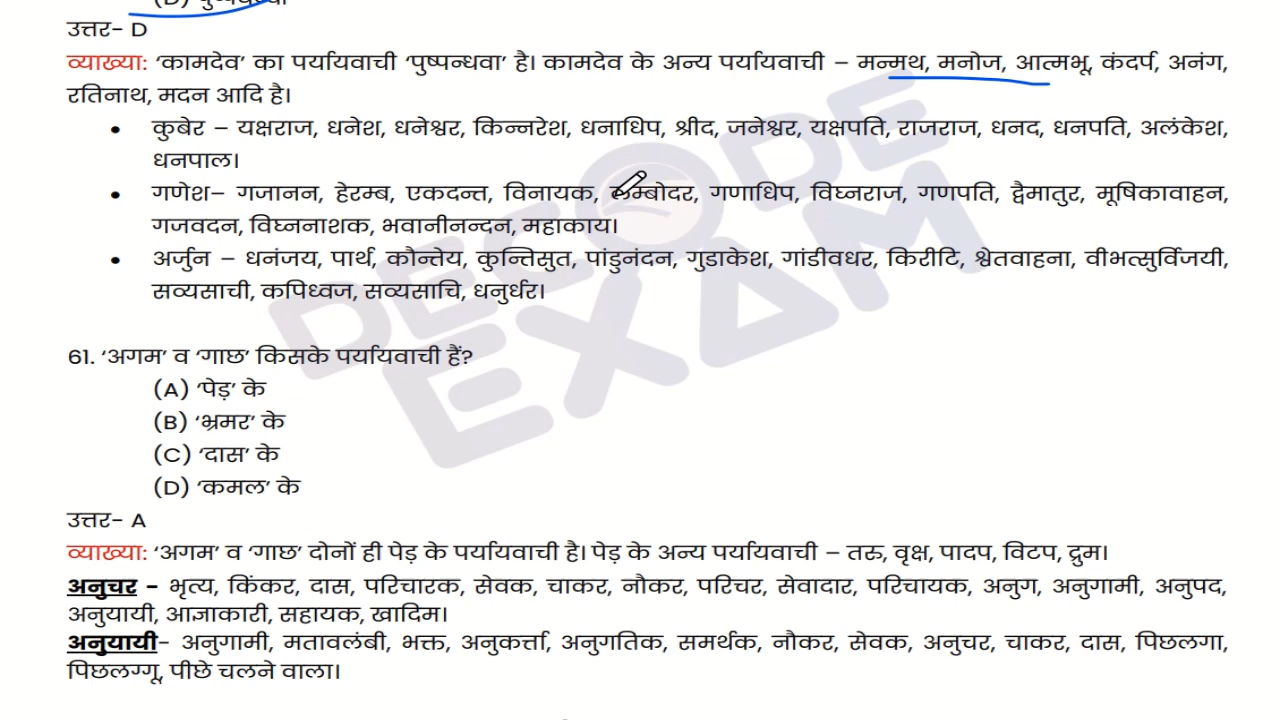 उत्तर- D
व्याख्या: ‘कामदेव’ का पर्यायवाची ‘पुष्पन्धवा’ है। कामदेव के अन्य पर्यायवाची – मन्मथ, मनोज, आत्मभू, कंदर्प, अनंग,
रतिनाथ, मदन आदि है।
• कुबेर – यक्षराज, धनेश, धनेश्वर, किन्नरेश, धनाधिप, श्रीद, जनेश्वर, यक्षपति, राजराज, धनद, धनपति, अलंकेश,
धनपाल।
• गणेश– गजानन, हेरम्ब, एकदन्त, विनायक, लम्बोदर, गणाधिप, विघ्नराज, गणपति, द्वैमातुर, मूषिकावाहन,
गजवदन, विघ्ननाशक, भवानीनन्दन, महाकाय।
• अर्जुन – धनंजय, पार्थ, कौन्तेय, कुन्तिसुत, पांडुनंदन, गुडाकेश, गांडीवधर, किरीटि, श्वेतवाहना, वीभत्सुर्विजयी,
सव्यसाची, कपिध्वज, सव्यसाचि, धनुर्धर।
DECODE
EXAM
61. ‘अगम’ व ‘गाछ’ किसके पर्यायवाची हैं?
(A) ‘पेड़’ के
(B) ‘भ्रमर’ के
(C) ‘दास’ के
(D) ‘कमल’ के
उत्तर- A
व्याख्या: ‘अगम’ व ‘गाछ’ दोनों ही पेड़ के पर्यायवाची है। पेड़ के अन्य पर्यायवाची – तरु, वृक्ष, पादप, विटप, द्रुम।
अनुचर – भृत्य, किंकर, दास, परिचारक, सेवक, चाकर, नौकर, परिचर, सेवादार, परिचायक, अनुग, अनुगामी, अनुपद,
अनुयायी, आज्ञाकारी, सहायक, खादिम।
अनुयायी- अनुगामी, मतावलंबी, भक्त, अनुकर्त्ता, अनुगतिक, समर्थक, नौकर, सेवक, अनुचर, चाकर, दास, पिछलगा,
पिछलग्गू, पीछे चलने वाला।